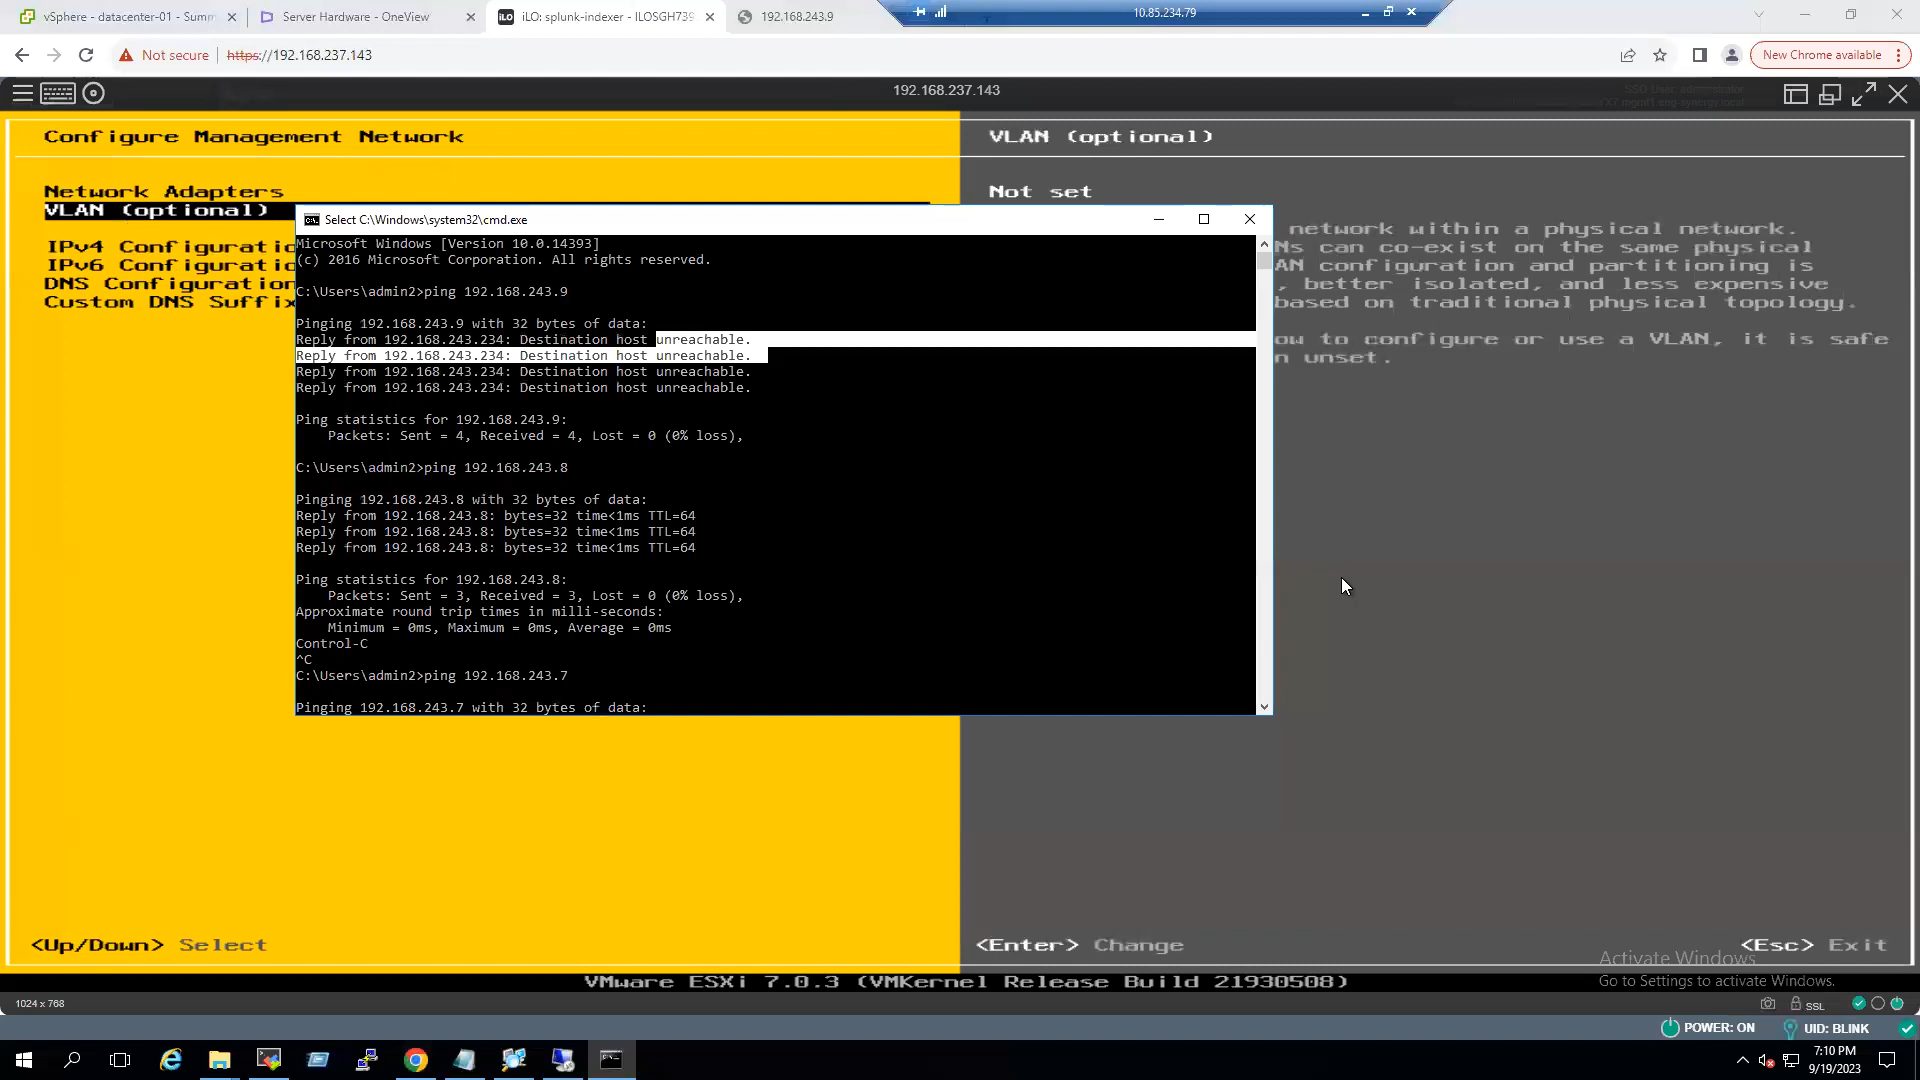 vSphere - datacenter-01 - Summ
Server Hardware - OneView
iLO: splunk-indexer - ILOSGH739
192.168.243.9
10.85.234.79
Not secure
https://192.168.237.143
New Chrome available
192.168.237.143
Configure Management Network
VLAN (optional)
Network Adapters
VLAN (optional)
IPv4 Configuratio
IPv6 Configuratio
DNS Configuration
Custom DNS Suffix
Not set
network within a physical network.
Ns can co-exist on the same physical
AN configuration and partitioning is
, better isolated, and less expensive
based on traditional physical topology.
ow to configure or use a VLAN, it is safe
n unset.
Select C:\Windows\system32\cmd.exe
Microsoft Windows [Version 10.0.14393]
(c) 2016 Microsoft Corporation. All rights reserved.
C:\Users\admin2>ping 192.168.243.9
Pinging 192.168.243.9 with 32 bytes of data:
Reply from 192.168.243.234: Destination host unreachable.
Reply from 192.168.243.234: Destination host unreachable.
Reply from 192.168.243.234: Destination host unreachable.
Reply from 192.168.243.234: Destination host unreachable.
Ping statistics for 192.168.243.9:
Packets: Sent = 4, Received = 4, Lost = 0 (0% loss),
C:\Users\admin2>ping 192.168.243.8
Pinging 192.168.243.8 with 32 bytes of data:
Reply from 192.168.243.8: bytes=32 time<1ms TTL=64
Reply from 192.168.243.8: bytes=32 time<1ms TTL=64
Reply from 192.168.243.8: bytes=32 time<1ms TTL=64
Ping statistics for 192.168.243.8:
Packets: Sent = 3, Received = 3, Lost = 0 (0% loss),
Approximate round trip times in milli-seconds:
Minimum = 0ms, Maximum = 0ms, Average = 0ms
Control-C
^C
C:\Users\admin2>ping 192.168.243.7
Pinging 192.168.243.7 with 32 bytes of data:
<Up/Down> Select
<Enter> Change
<Esc> Exit
Activate Windows
Go to Settings to activate Windows.
VMware ESXi 7.0.3 (VMKernel Release Build 21930508)
1024 x 768
SSL
POWER: ON
UID: BLINK
7:10 PM
9/19/2023